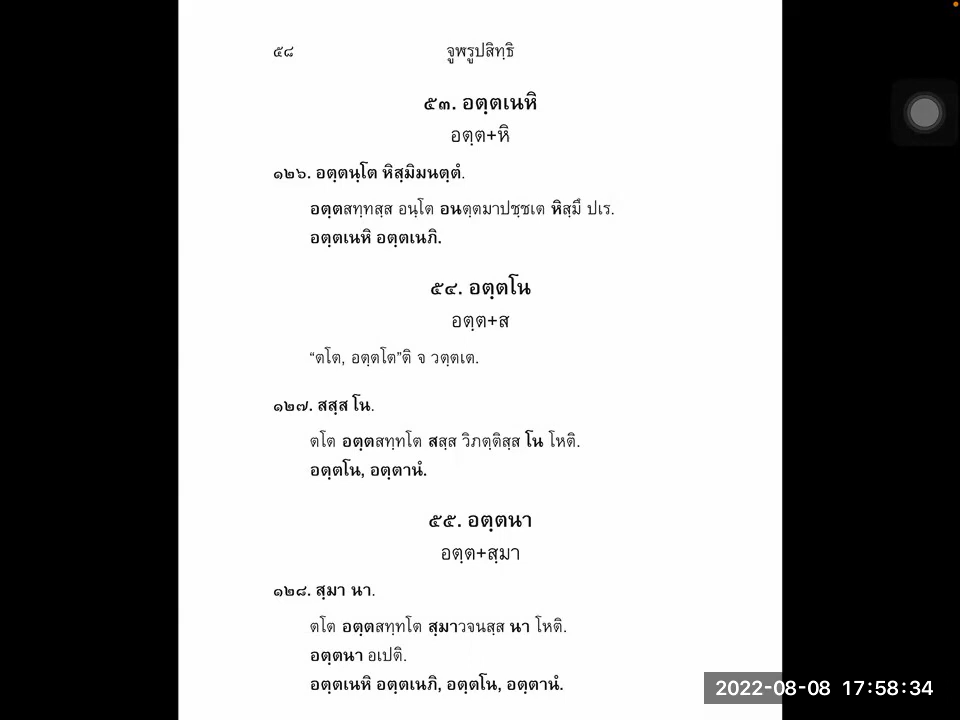 ๕๘ จูฬรูปสิทฺธิ
๕๓. อตฺตเนหิ
อตฺต+หิ
๑๒๖. อตฺตนฺโต หิสฺมิมนตฺตํ.
อตฺตสทฺทสฺส อนฺโต อนตฺตมาปชฺชเต หิสฺมึ ปเร.
อตฺตเนหิ อตฺตเนภิ.
๕๔. อตฺตโน
อตฺต+ส
“ตโต, อตฺตโต”ติ จ วตฺตเต.
๑๒๗. สสฺส โน.
ตโต อตฺตสทฺทโต สสฺส วิภตฺติสฺส โน โหติ.
อตฺตโน, อตฺตานํ.
๕๕. อตฺตนา
อตฺต+สฺมา
๑๒๘. สฺมา นา.
ตโต อตฺตสทฺทโต สฺมาวจนสฺส นา โหติ.
อตฺตนา อเปติ.
อตฺตเนหิ อตฺตเนภิ, อตฺตโน, อตฺตานํ.
2022-08-08 17:58:34